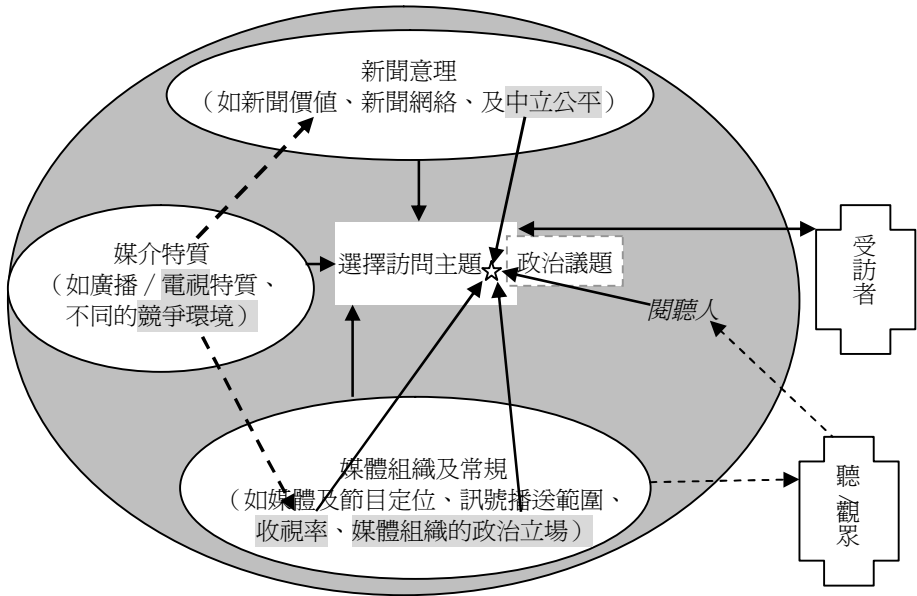 新聞意理
（如新聞價值、新聞網絡、及中立公平）
媒介特質
（如廣播／電視特質、
不同的競爭環境）
選擇訪問主題
政治議題
閱聽人
受訪者
媒體組織及常規
（如媒體及節目定位、訊號播送範圍、
收視率、媒體組織的政治立場）
聽／觀眾